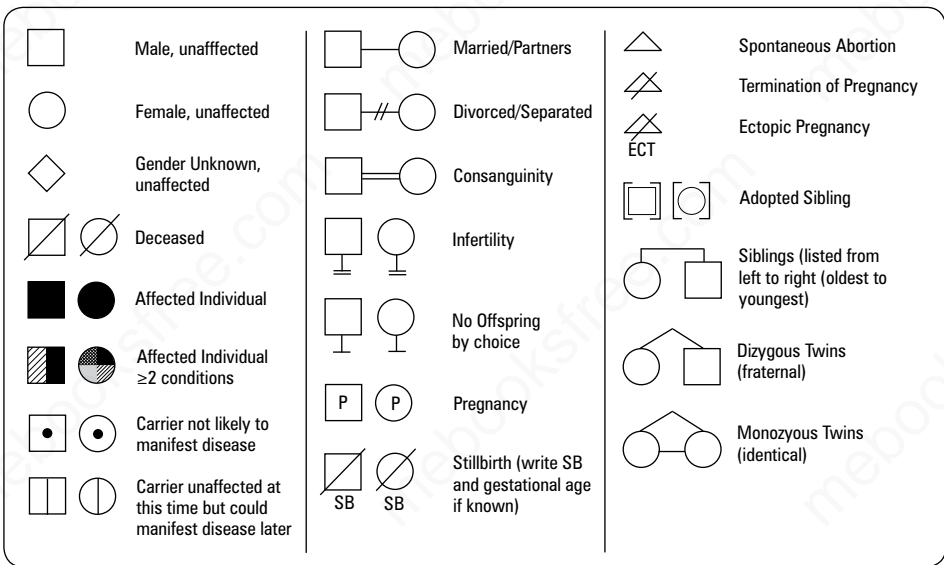 Male, unafffected
Female, unaffected
Gender Unknown,
unaffected
Deceased
Affected Individual
Affected Individual
≥2 conditions
Carrier not likely to
manifest disease
Carrier unaffected at
this time but could
manifest disease later
Married/Partners
Divorced/Separated
Consanguinity
Infertility
No Offspring
by choice
P P Pregnancy
Stillbirth (write SB
and gestational age
if known)
SB SB
Spontaneous Abortion
Termination of Pregnancy
Ectopic Pregnancy
ECT
Adopted Sibling
Siblings (listed from
left to right (oldest to
youngest)
Dizygous Twins
(fraternal)
Monozyous Twins
(identical)
mebooksfree.com